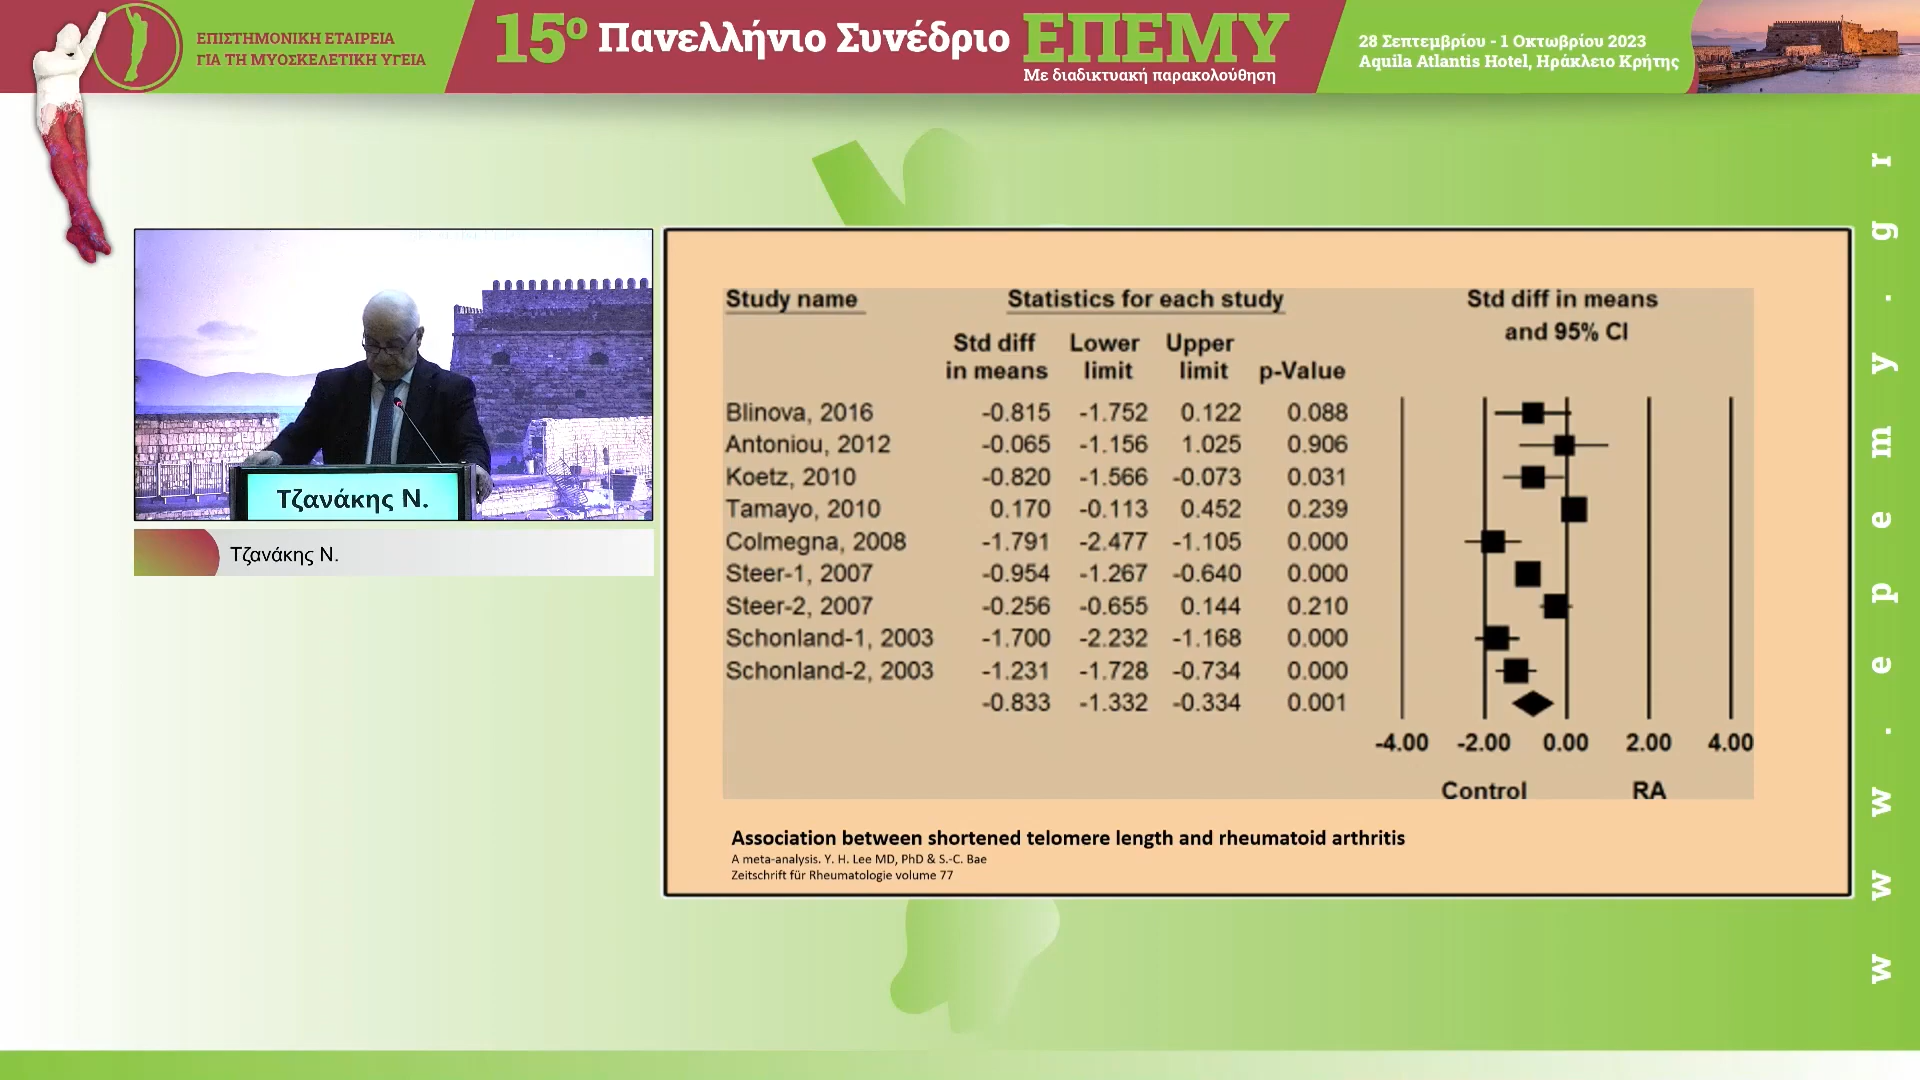 ΕΠΙΣΤΗΜΟΝΙΚΗ ΕΤΑΙΡΕΙΑ
ΓΙΑ ΤΗ ΜΥΟΣΚΕΛΕΤΙΚΗ ΥΓΕΙΑ
15ο Πανελλήνιο Συνέδριο ΕΠΕΜΥ
Με διαδικτυακή παρακολούθηση
28 Σεπτεμβρίου - 1 Οκτωβρίου 2023
Aquila Atlantis Hotel, Ηράκλειο Κρήτης
Τζανάκης Ν.
Τζανάκης Ν.
Study name Statistics for each study Std diff in means
and 95% CI
Std diff Lower Upper
in means limit limit p-Value
Blinova, 2016 -0.815 -1.752 0.122 0.088
Antoniou, 2012 -0.065 -1.156 1.025 0.906
Koetz, 2010 -0.820 -1.566 -0.073 0.031
Tamayo, 2010 0.170 -0.113 0.452 0.239
Colmegna, 2008 -1.791 -2.477 -1.105 0.000
Steer-1, 2007 -0.954 -1.267 -0.640 0.000
Steer-2, 2007 -0.256 -0.655 0.144 0.210
Schonland-1, 2003 -1.700 -2.232 -1.168 0.000
Schonland-2, 2003 -1.231 -1.728 -0.734 0.000
-0.833 -1.332 -0.334 0.001
-4.00 -2.00 0.00 2.00 4.00
Control RA
Association between shortened telomere length and rheumatoid arthritis
A meta-analysis. Y. H. Lee MD, PhD & S.-C. Bae
Zeitschrift für Rheumatologie volume 77
www.epemy.gr